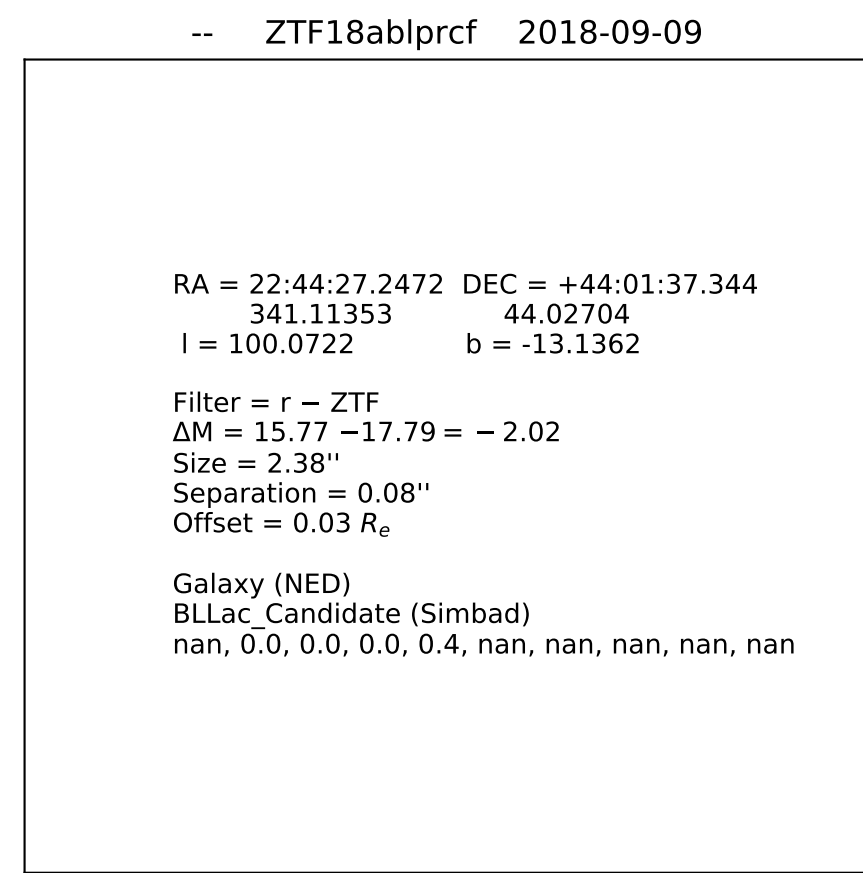 -- ZTF18ablprcf 2018-09-09
RA = 22:44:27.2472 DEC = +44:01:37.344
341.11353 44.02704
l = 100.0722 b = -13.1362
Filter = r − ZTF
ΔM = 15.77 −17.79 = − 2.02
Size = 2.38''
Separation = 0.08''
Offset = 0.03 Re
Galaxy (NED)
BLLac_Candidate (Simbad)
nan, 0.0, 0.0, 0.0, 0.4, nan, nan, nan, nan, nan